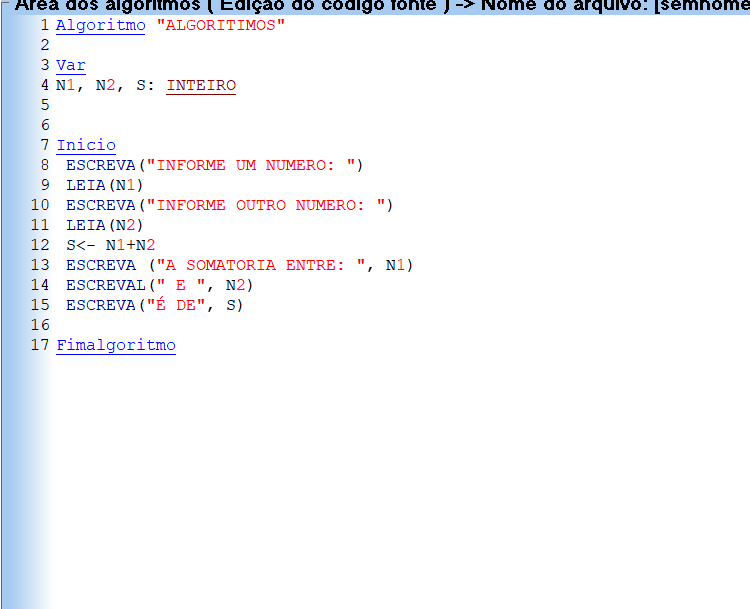 Área dos algoritmos ( Edição do código fonte ) -> Nome do arquivo: [semnome
1 Algoritmo "ALGORITIMOS"
2
3 Var
4 N1, N2, S: INTEIRO
5
6
7 Inicio
8 ESCREVA("INFORME UM NUMERO: ")
9 LEIA(N1)
10 ESCREVA("INFORME OUTRO NUMERO: ")
11 LEIA(N2)
12 S<- N1+N2
13 ESCREVA ("A SOMATORIA ENTRE: ", N1)
14 ESCREVAL(" E ", N2)
15 ESCREVA("É DE", S)
16
17 Fimalgoritmo